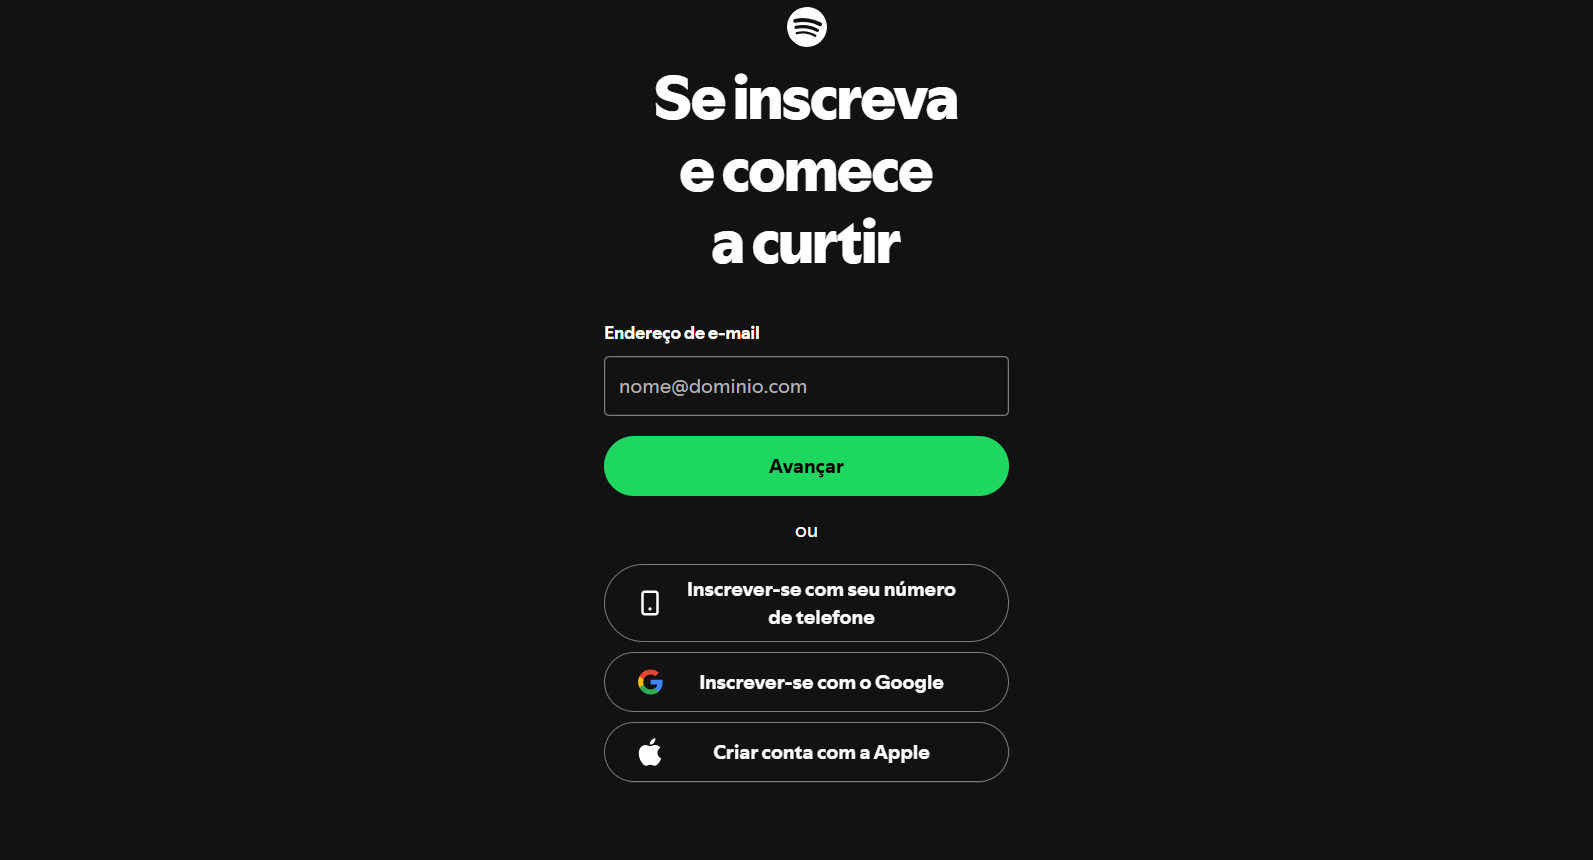 Se inscreva
e comece
a curtir
Endereço de e-mail
nome@dominio.com
Avançar
ou
Inscrever-se com seu número
de telefone
Inscrever-se com o Google
Criar conta com a Apple